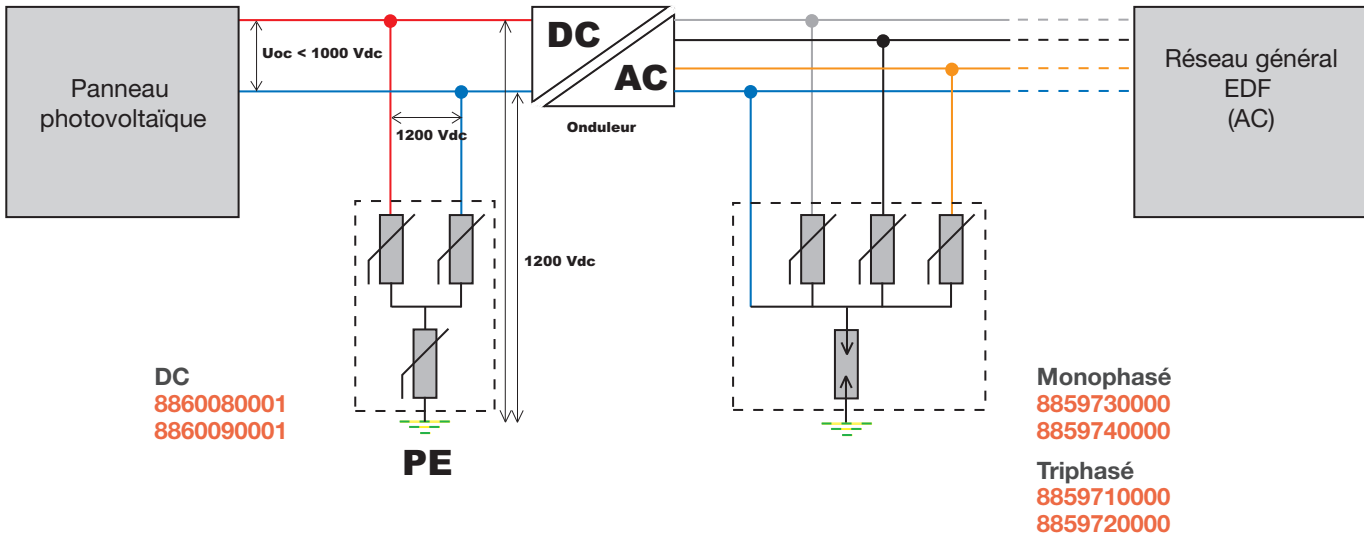 Panneau
photovoltaïque
Uoc < 1000 Vdc
1200 Vdc
1200 Vdc
DC
AC
Onduleur
Réseau général
EDF
(AC)
DC
8860080001
8860090001
PE
Monophasé
8859730000
8859740000
Triphasé
8859710000
8859720000